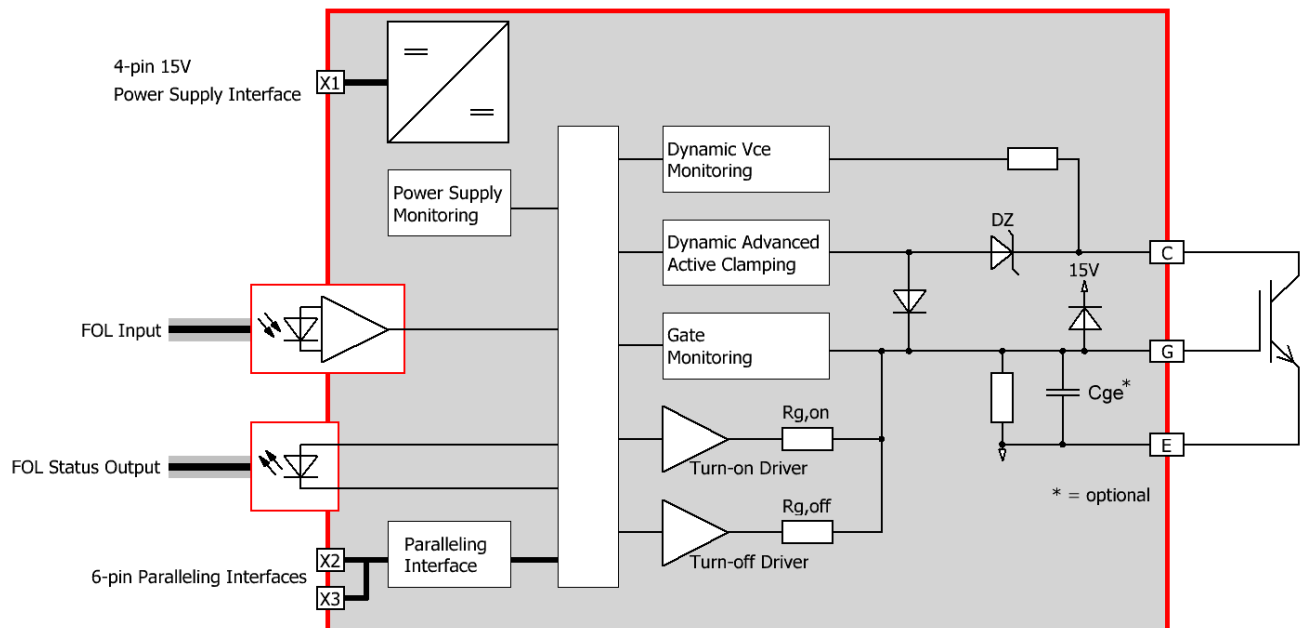 4-pin 15V
Power Supply Interface
X1
Power Supply
Monitoring
Dynamic Vce
Monitoring
Dynamic Advanced
Active Clamping
DZ
C
15V
FOL Input
Gate
Monitoring
G
Cge*
Rg,on
Turn-on Driver
E
FOL Status Output
* = optional
Rg,off
Turn-off Driver
X2
Paralleling
Interface
6-pin Paralleling Interfaces
X3